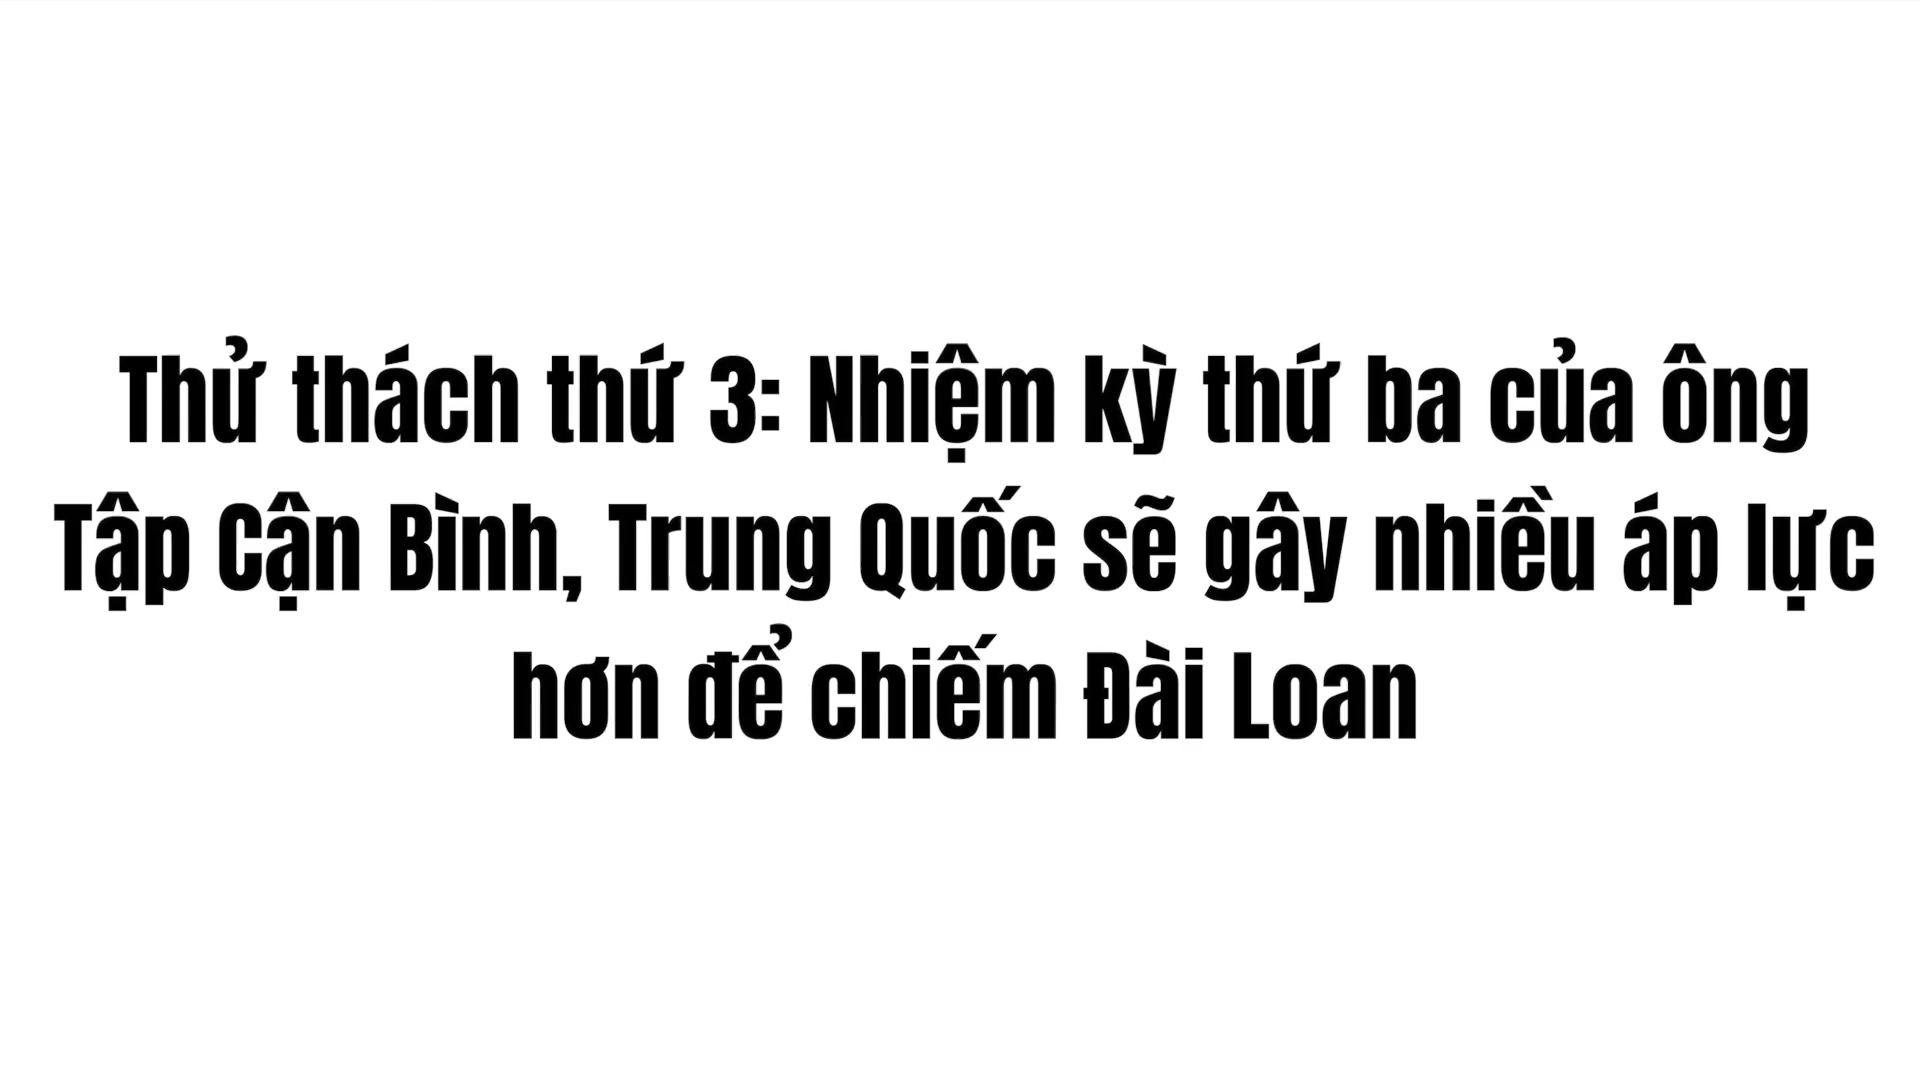 Thử thách thứ 3: Nhiệm kỳ thứ ba của ông
Tập Cận Bình, Trung Quốc sẽ gây nhiều áp lực
hơn để chiếm Đài Loan